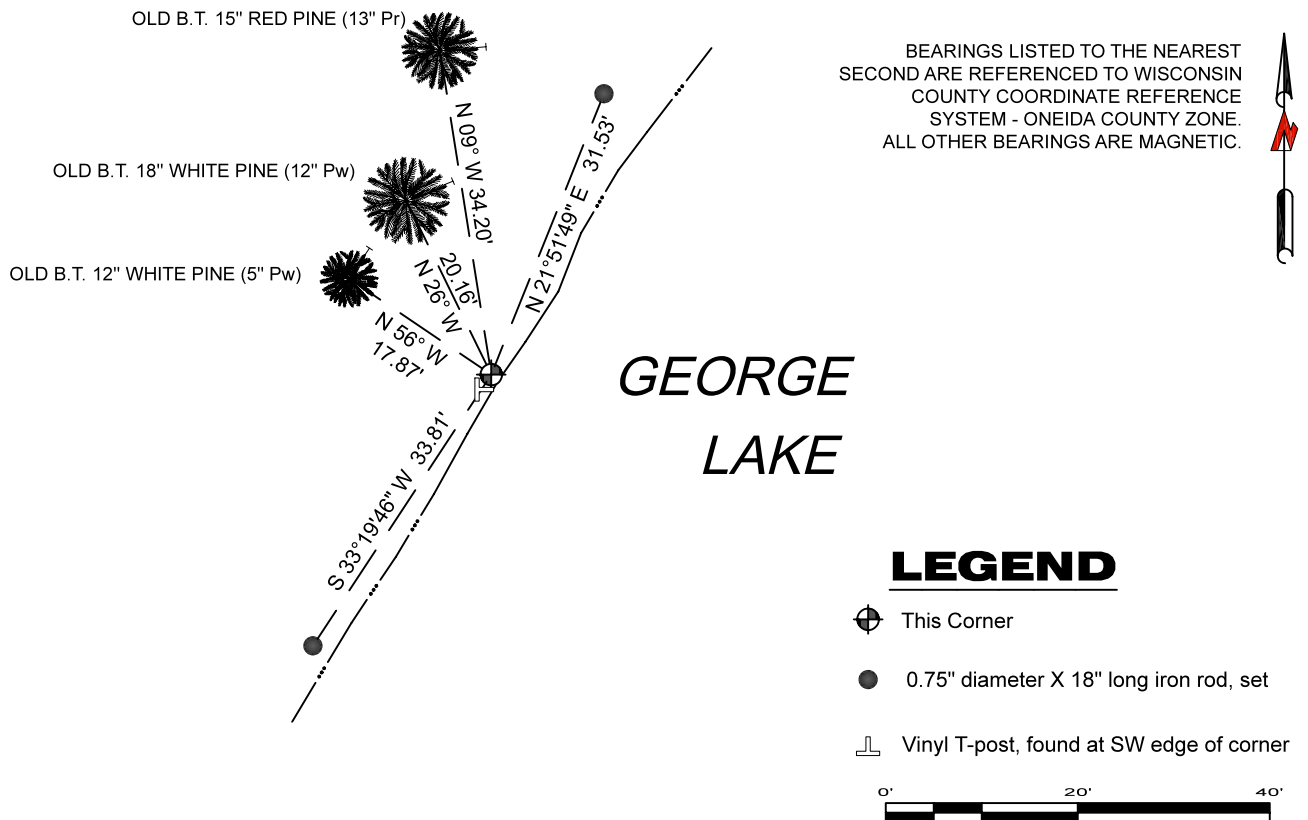 OLD B.T. 15" RED PINE (13" Pr)
BEARINGS LISTED TO THE NEAREST
SECOND ARE REFERENCED TO WISCONSIN
COUNTY COORDINATE REFERENCE
SYSTEM - ONEIDA COUNTY ZONE.
ALL OTHER BEARINGS ARE MAGNETIC.
N
N 09° W 34.20'
N 21°51'49" E 31.53'
OLD B.T. 18" WHITE PINE (12" Pw)
20.16'
N 26° W
OLD B.T. 12" WHITE PINE (5" Pw)
N 56° W
17.87'
GEORGE
LAKE
S 33°19'46" W 33.81'
LEGEND
This Corner
0.75" diameter X 18" long iron rod, set
Vinyl T-post, found at SW edge of corner
0' 20' 40'